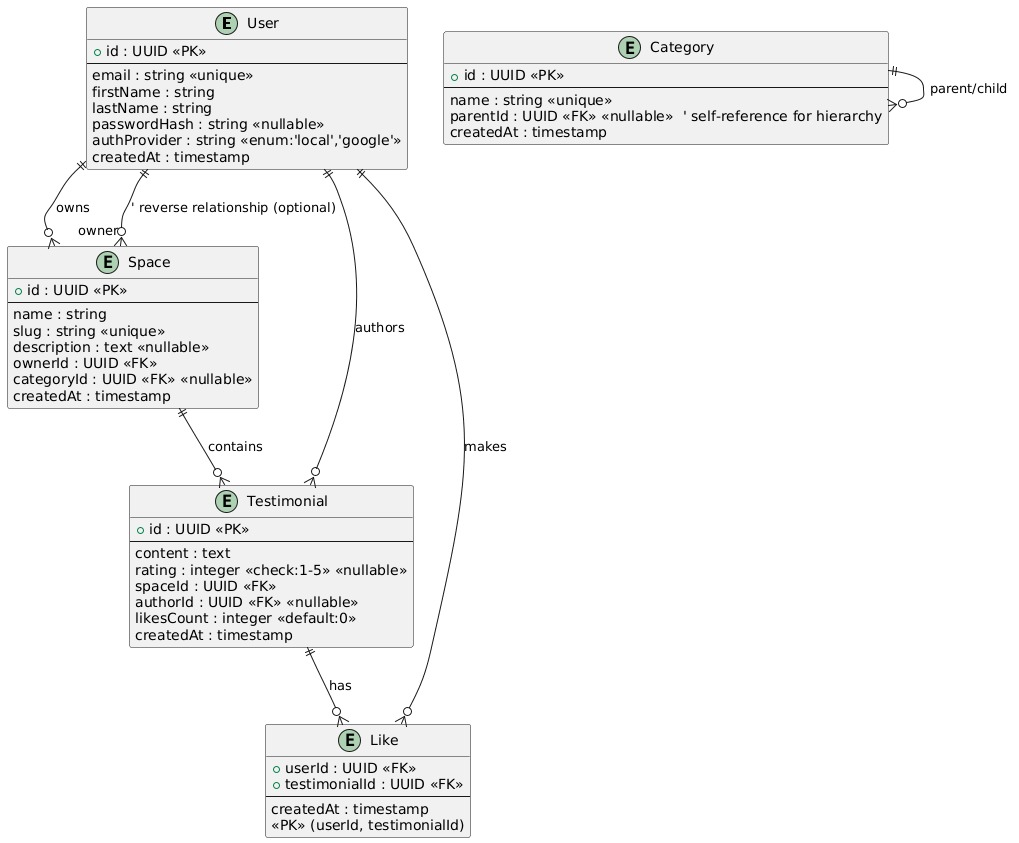 E User
id : UUID «PK»
email : string «unique»
firstName : string
lastName : string
passwordHash : string «nullable»
authProvider : string «enum:'local','google'»
createdAt : timestamp
E Category
id : UUID «PK»
name : string «unique»
parentId : UUID «FK» «nullable»  ' self-reference for hierarchy
createdAt : timestamp
parent/child
owns
' reverse relationship (optional)
owner
E Space
id : UUID «PK»
name : string
slug : string «unique»
description : text «nullable»
ownerId : UUID «FK»
categoryId : UUID «FK» «nullable»
createdAt : timestamp
authors
contains
makes
E Testimonial
id : UUID «PK»
content : text
rating : integer «check:1-5» «nullable»
spaceId : UUID «FK»
authorId : UUID «FK» «nullable»
likesCount : integer «default:0»
createdAt : timestamp
has
E Like
userId : UUID «FK»
testimonialId : UUID «FK»
createdAt : timestamp
«PK» (userId, testimonialId)